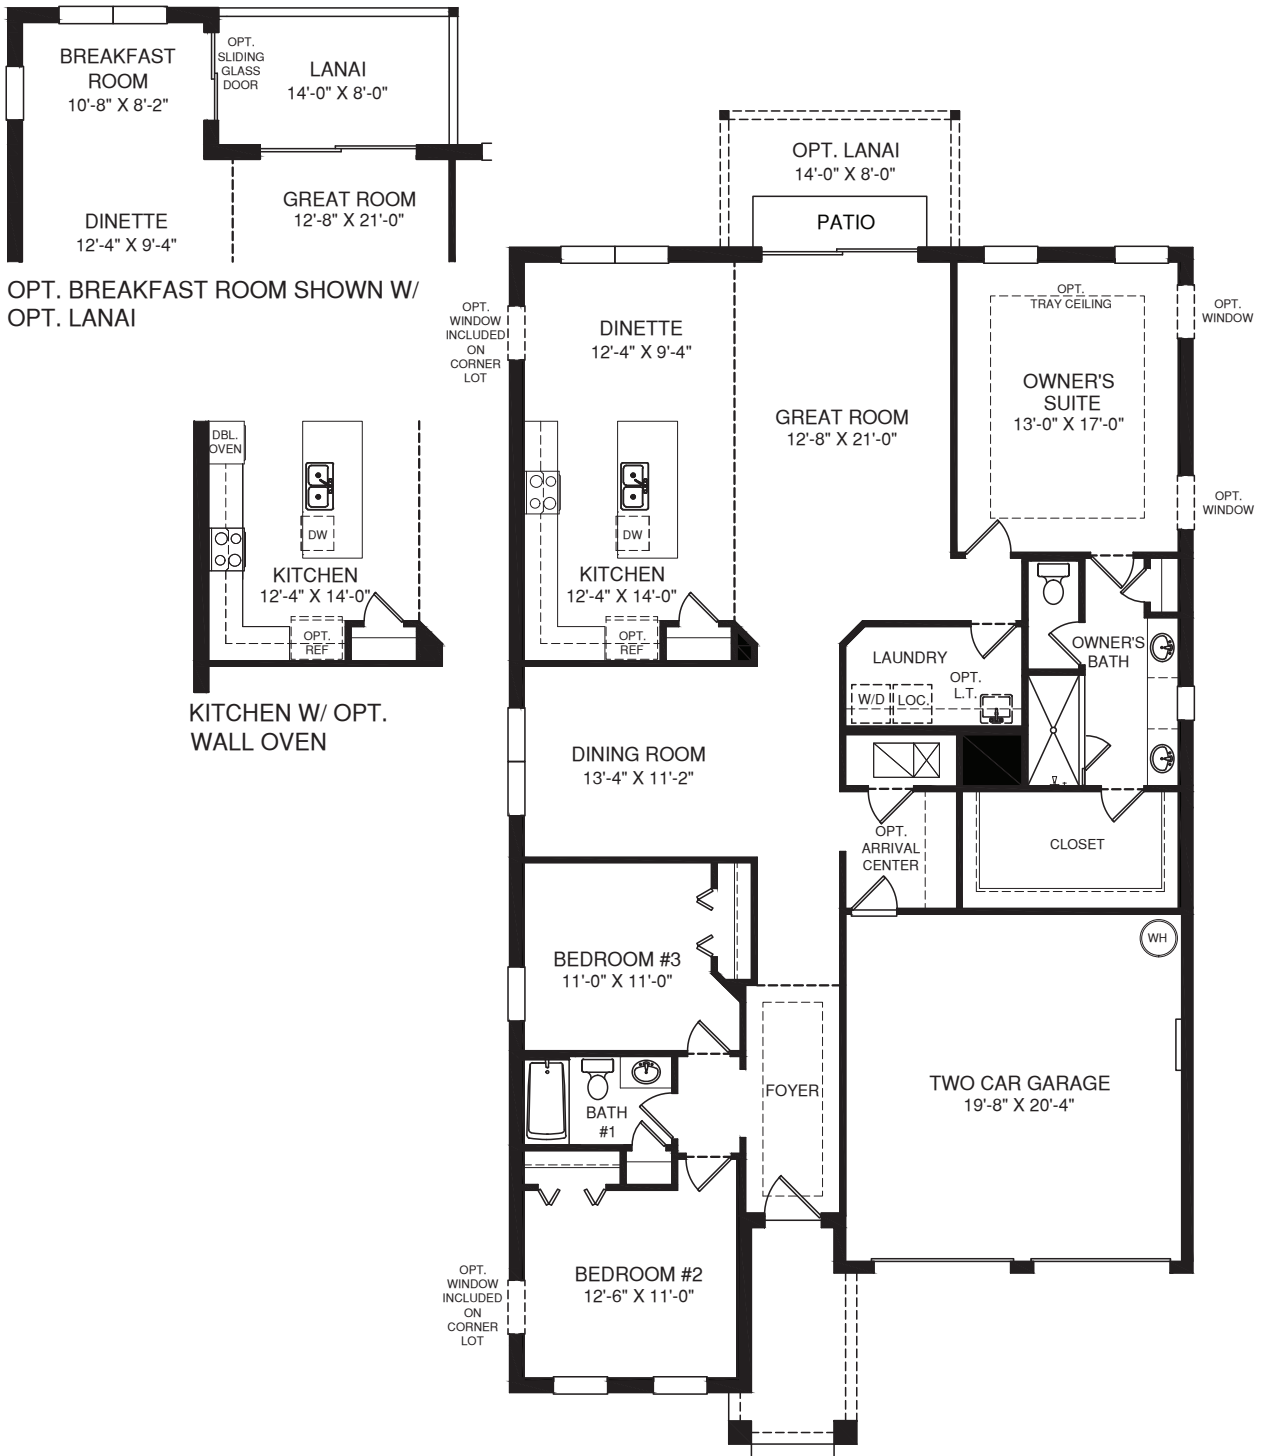 BREAKFAST
ROOM
10'-8" X 8'-2"
OPT.
SLIDING
GLASS
DOOR
LANAI
14'-0" X 8'-0"
DINETTE
12'-4" X 9'-4"
GREAT ROOM
12'-8" X 21'-0"
OPT. BREAKFAST ROOM SHOWN W/
OPT. LANAI
DBL.
OVEN
DW
KITCHEN
12'-4" X 14'-0"
OPT.
REF
KITCHEN W/ OPT.
WALL OVEN
OPT. LANAI
14'-0" X 8'-0"
PATIO
OPT.
WINDOW
INCLUDED
ON
CORNER
LOT
DINETTE
12'-4" X 9'-4"
GREAT ROOM
12'-8" X 21'-0"
OPT.
TRAY CEILING
OWNER'S
SUITE
13'-0" X 17'-0"
OPT.
WINDOW
OPT.
WINDOW
DW
KITCHEN
12'-4" X 14'-0"
OPT.
REF
LAUNDRY
OPT.
L.T.
W/D
LOC.
OWNER'S
BATH
DINING ROOM
13'-4" X 11'-2"
OPT.
ARRIVAL
CENTER
CLOSET
WH
BEDROOM #3
11'-0" X 11'-0"
BATH
#1
FOYER
TWO CAR GARAGE
19'-8" X 20'-4"
BEDROOM #2
12'-6" X 11'-0"
OPT.
WINDOW
INCLUDED
ON
CORNER
LOT